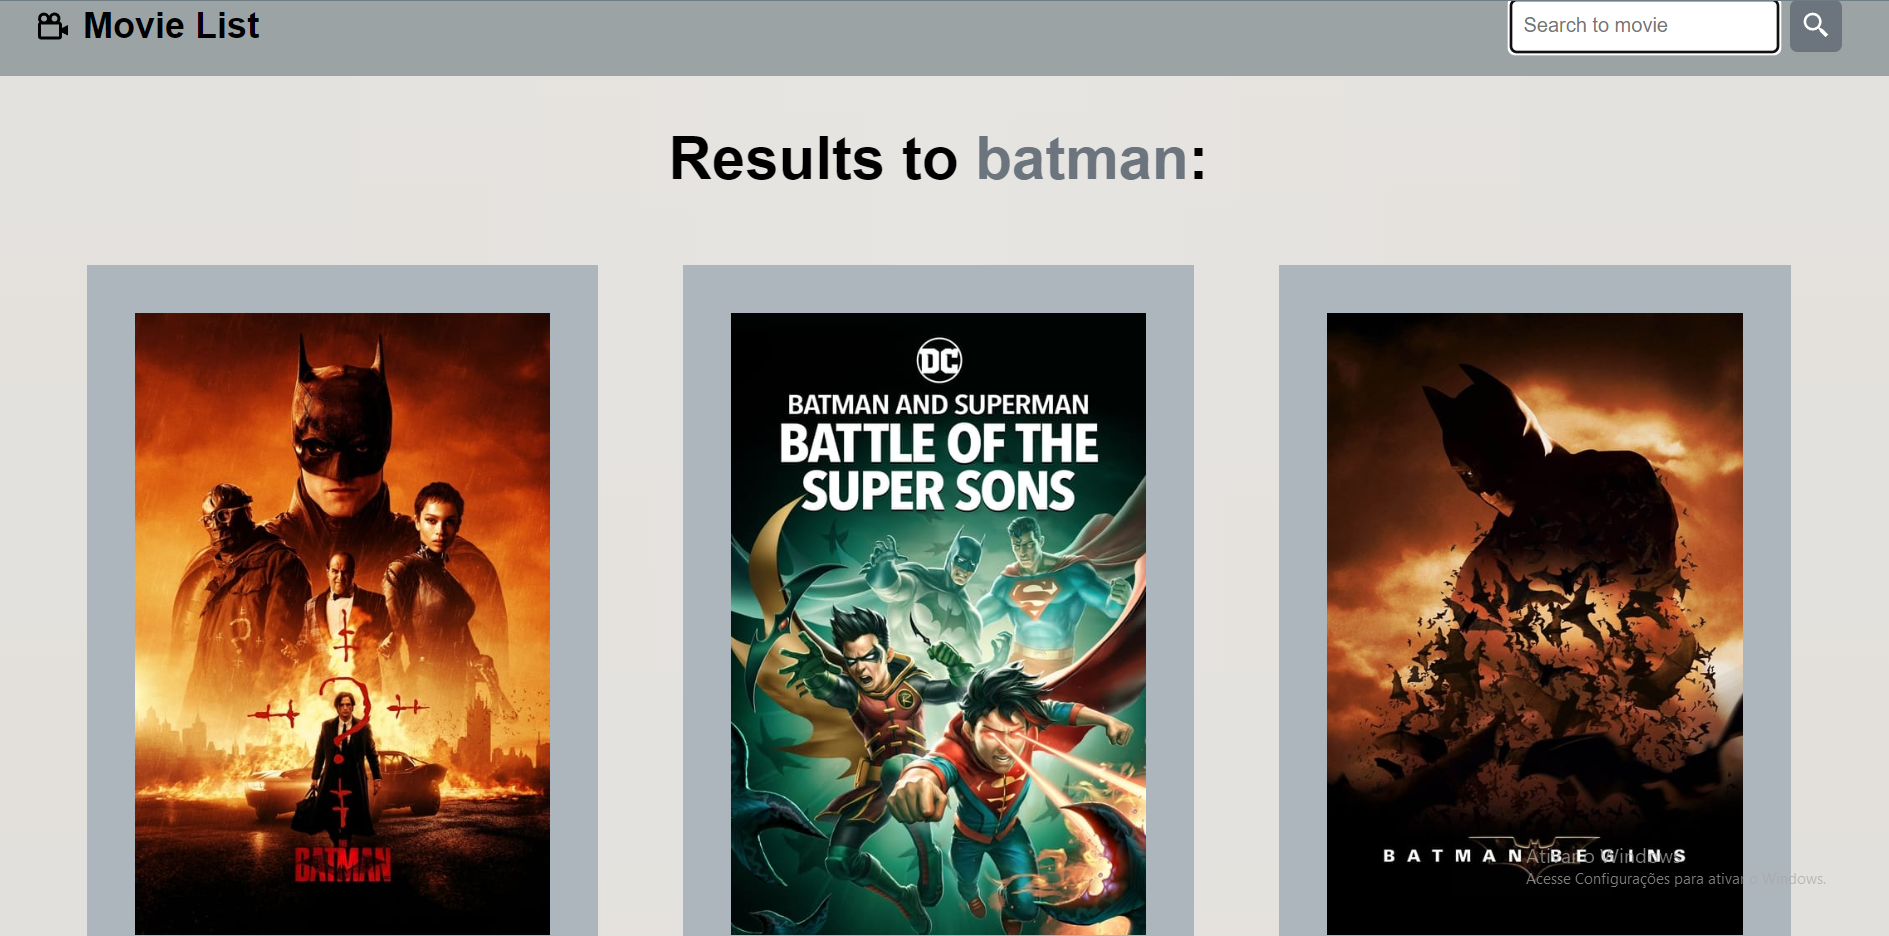 Movie List
Search to movie
Results to batman:
DC
BATMAN AND SUPERMAN
BATTLE OF THE
SUPER SONS
R
THE
BATMAN
BATMAN BEGINS
Ativar o Windows
Acesse Configurações para ativar o Windows.